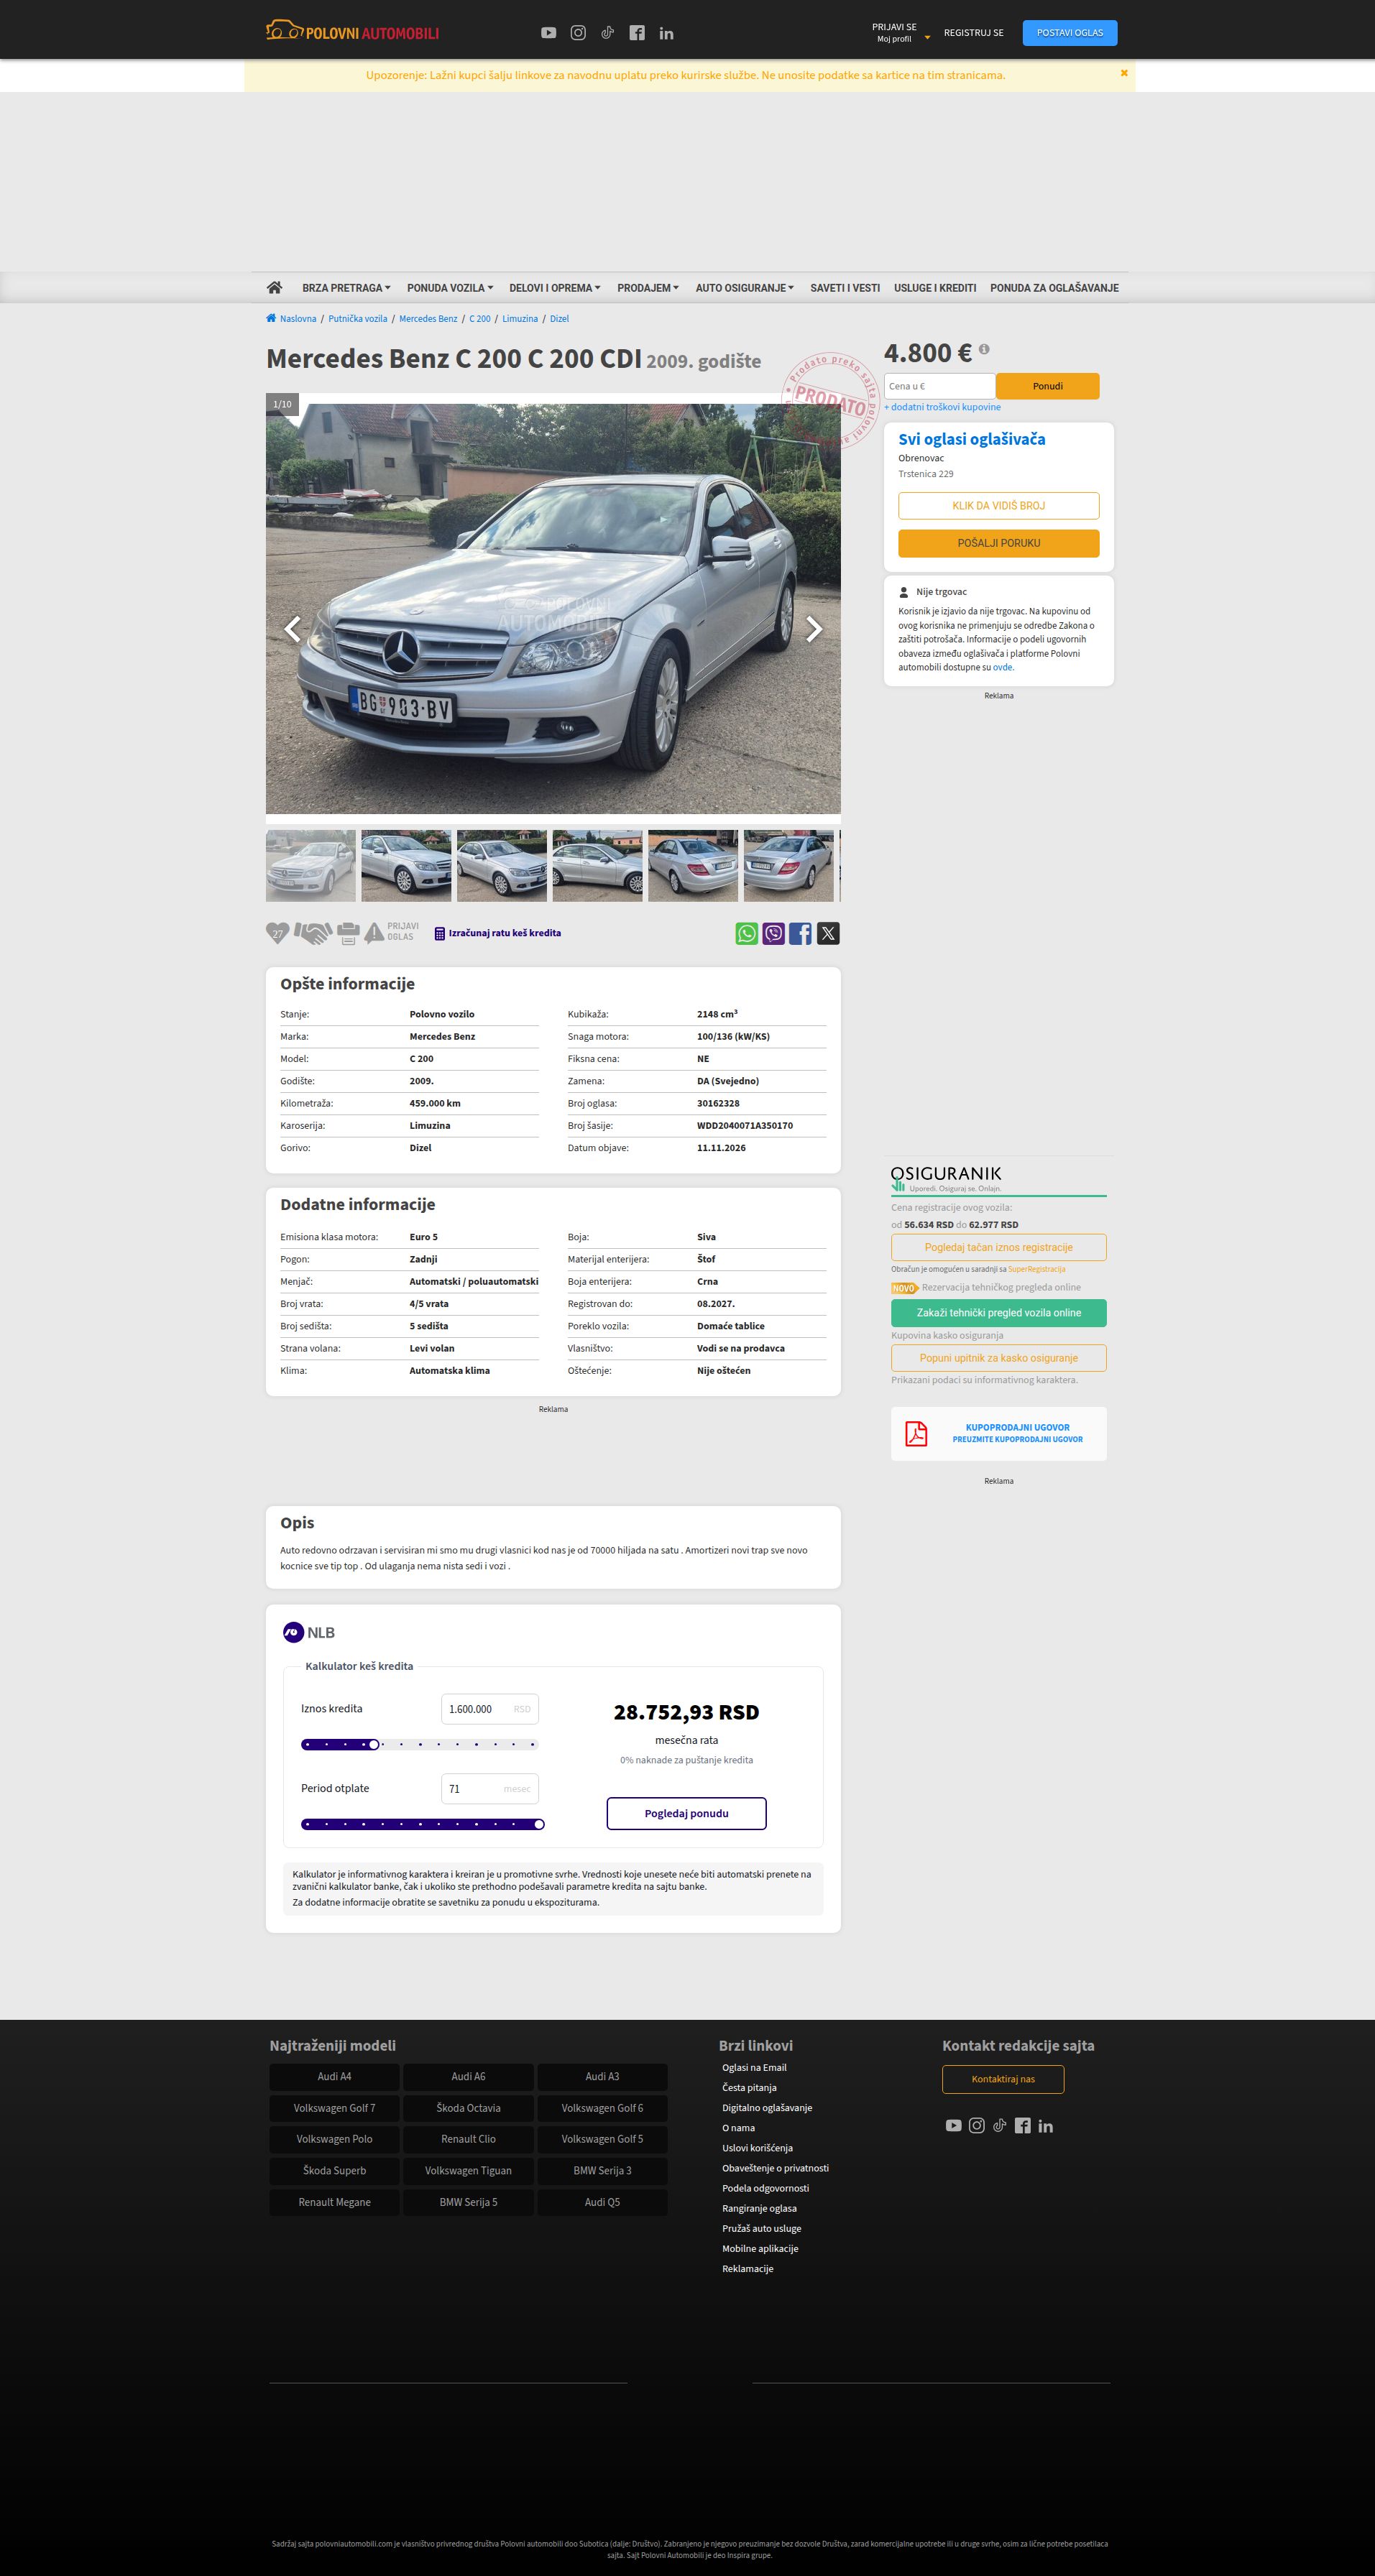 POLOVNI AUTOMOBILI
PRIJAVI SE
Moj profil
REGISTRUJ SE
POSTAVI OGLAS
Upozorenje: Lažni kupci šalju linkove za navodnu uplatu preko kurirske službe. Ne unosite podatke sa kartice na tim stranicama.
BRZA PRETRAGA PONUDA VOZILA DELOVI I OPREMA PRODAJEM AUTO OSIGURANJE SAVETI I VESTI USLUGE I KREDITI PONUDA ZA OGLAŠAVANJE
Naslovna / Putnička vozila / Mercedes Benz / C 200 / Limuzina / Dizel
Mercedes Benz C 200 C 200 CDI 2009. godište
Prodato preko sajta
PRODATO
1/10
POLOVNI
AUTOMOBILI
BG 903-BV
27
PRIJAVI
OGLAS
Izračunaj ratu keš kredita
4.800 €
Cena u €
Ponudi
+ dodatni troškovi kupovine
Svi oglasi oglašivača
Obrenovac
Trstenica 229
KLIK DA VIDIŠ BROJ
POŠALJI PORUKU
Nije trgovac
Korisnik je izjavio da nije trgovac. Na kupovinu od
ovog korisnika ne primenjuju se odredbe Zakona o
zaštiti potrošača. Informacije o podeli ugovornih
obaveza između oglašivača i platforme Polovni
automobili dostupne su ovde.
Reklama
Opšte informacije
Stanje: Polovno vozilo
Marka: Mercedes Benz
Model: C 200
Godište: 2009.
Kilometraža: 459.000 km
Karoserija: Limuzina
Gorivo: Dizel
Kubikaža: 2148 cm³
Snaga motora: 100/136 (kW/KS)
Fiksna cena: NE
Zamena: DA (Svejedno)
Broj oglasa: 30162328
Broj šasije: WDD2040071A350170
Datum objave: 11.11.2026
Dodatne informacije
Emisiona klasa motora: Euro 5
Pogon: Zadnji
Menjač: Automatski / poluautomatski
Broj vrata: 4/5 vrata
Broj sedišta: 5 sedišta
Strana volana: Levi volan
Klima: Automatska klima
Boja: Siva
Materijal enterijera: Štof
Boja enterijera: Crna
Registrovan do: 08.2027.
Poreklo vozila: Domaće tablice
Vlasništvo: Vodi se na prodavca
Oštećenje: Nije oštećen
Reklama
OSIGURANIK
Uporedi. Osiguraj se. Onlajn.
Cena registracije ovog vozila:
od 56.634 RSD do 62.977 RSD
Pogledaj tačan iznos registracije
Obračun je omogućen u saradnji sa SuperRegistracija
NOVO Rezervacija tehničkog pregleda online
Zakaži tehnički pregled vozila online
Kupovina kasko osiguranja
Popuni upitnik za kasko osiguranje
Prikazani podaci su informativnog karaktera.
KUPOPRODAJNI UGOVOR
PREUZMITE KUPOPRODAJNI UGOVOR
Reklama
Opis
Auto redovno odrzavan i servisiran mi smo mu drugi vlasnici kod nas je od 70000 hiljada na satu . Amortizeri novi trap sve novo
kocnice sve tip top . Od ulaganja nema nista sedi i vozi .
NLB
Kalkulator keš kredita
Iznos kredita
1.600.000 RSD
Period otplate
71 mesec
28.752,93 RSD
mesečna rata
0% naknade za puštanje kredita
Pogledaj ponudu
Kalkulator je informativnog karaktera i kreiran je u promotivne svrhe. Vrednosti koje unesete neće biti automatski prenete na
zvanični kalkulator banke, čak i ukoliko ste prethodno podešavali parametre kredita na sajtu banke.
Za dodatne informacije obratite se savetniku za ponudu u ekspoziturama.
Najtraženiji modeli
Audi A4 Audi A6 Audi A3
Volkswagen Golf 7 Škoda Octavia Volkswagen Golf 6
Volkswagen Polo Renault Clio Volkswagen Golf 5
Škoda Superb Volkswagen Tiguan BMW Serija 3
Renault Megane BMW Serija 5 Audi Q5
Brzi linkovi
Oglasi na Email
Česta pitanja
Digitalno oglašavanje
O nama
Uslovi korišćenja
Obaveštenje o privatnosti
Podela odgovornosti
Rangiranje oglasa
Pružaš auto usluge
Mobilne aplikacije
Reklamacije
Kontakt redakcije sajta
Kontaktiraj nas
Sadržaj sajta polovniautomobili.com je vlasništvo privrednog društva Polovni automobili doo Subotica (dalje: Društvo). Zabranjeno je njegovo preuzimanje bez dozvole Društva, zarad komercijalne upotrebe ili u druge svrhe, osim za lične potrebe posetilaca
sajta. Sajt Polovni Automobili je deo Inspira grupe.